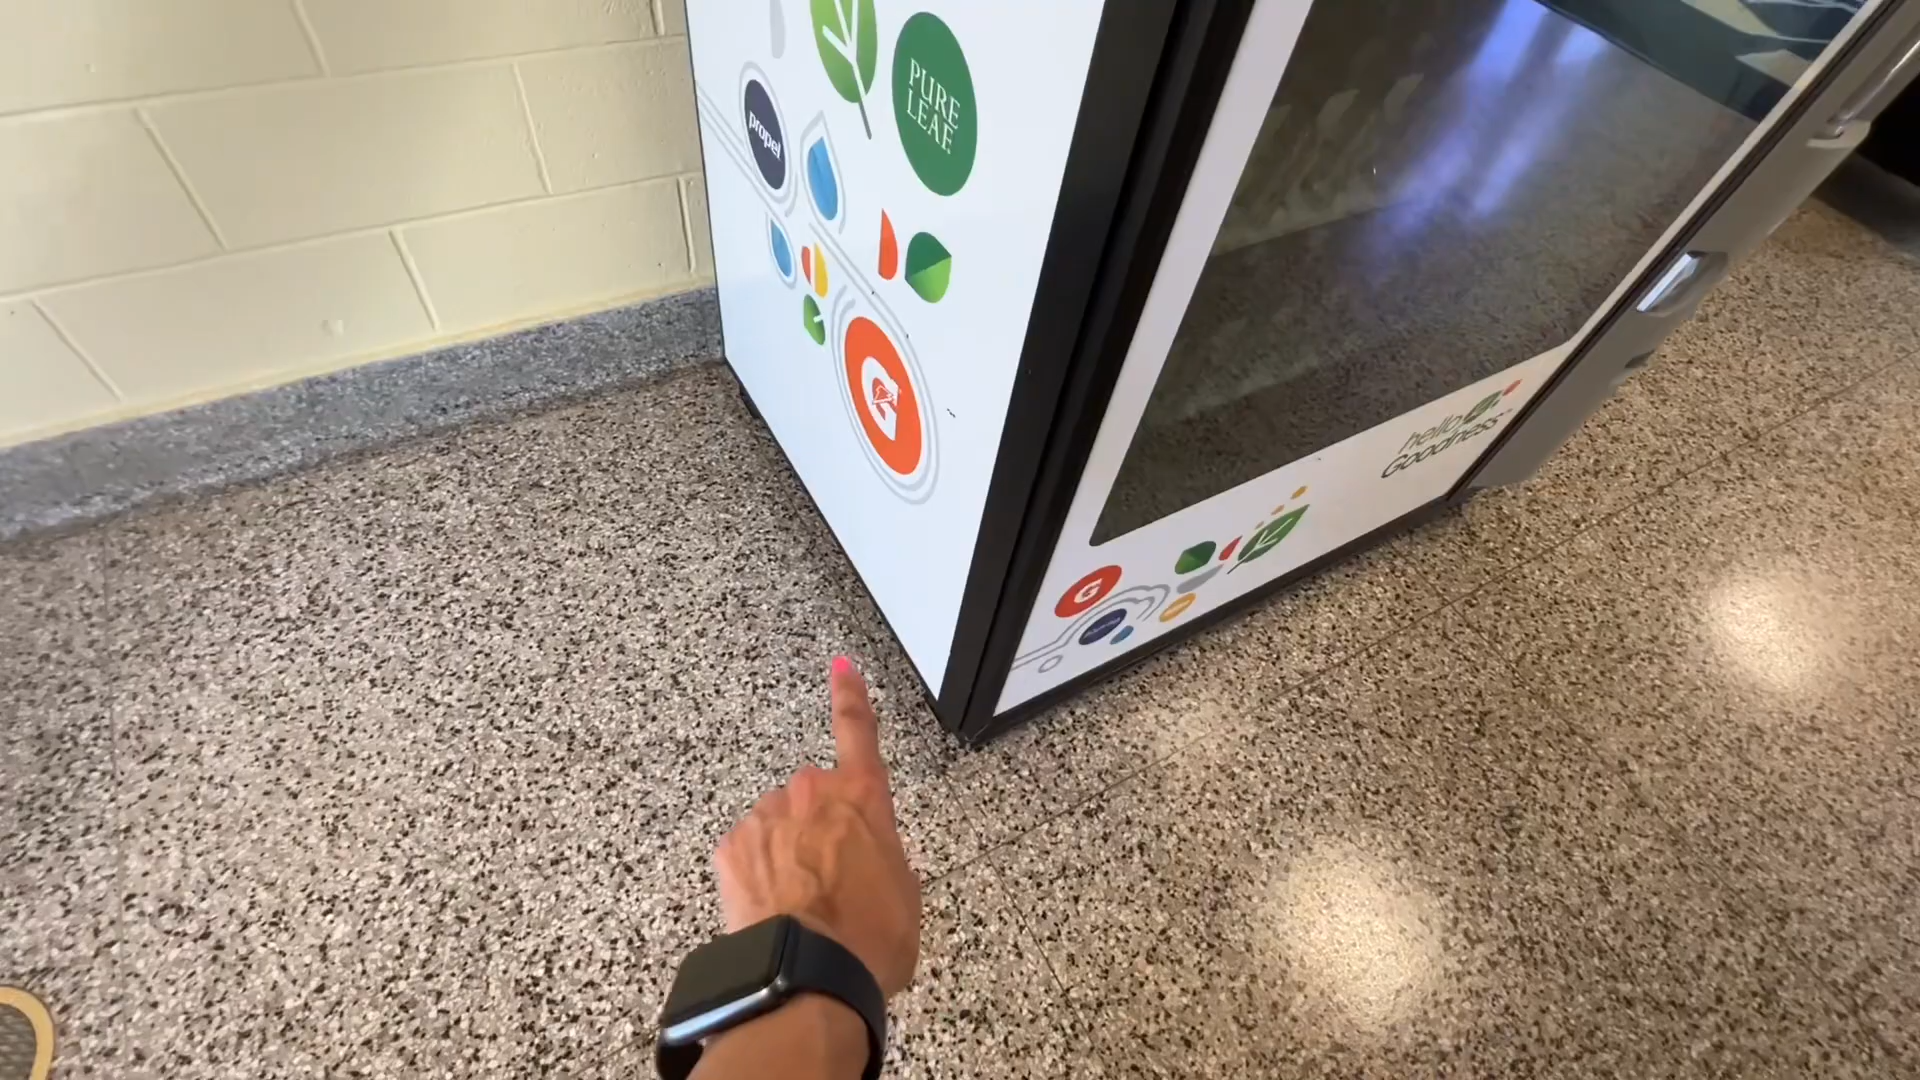 PURE
LEAF
propel
G
hello
Goodness
G